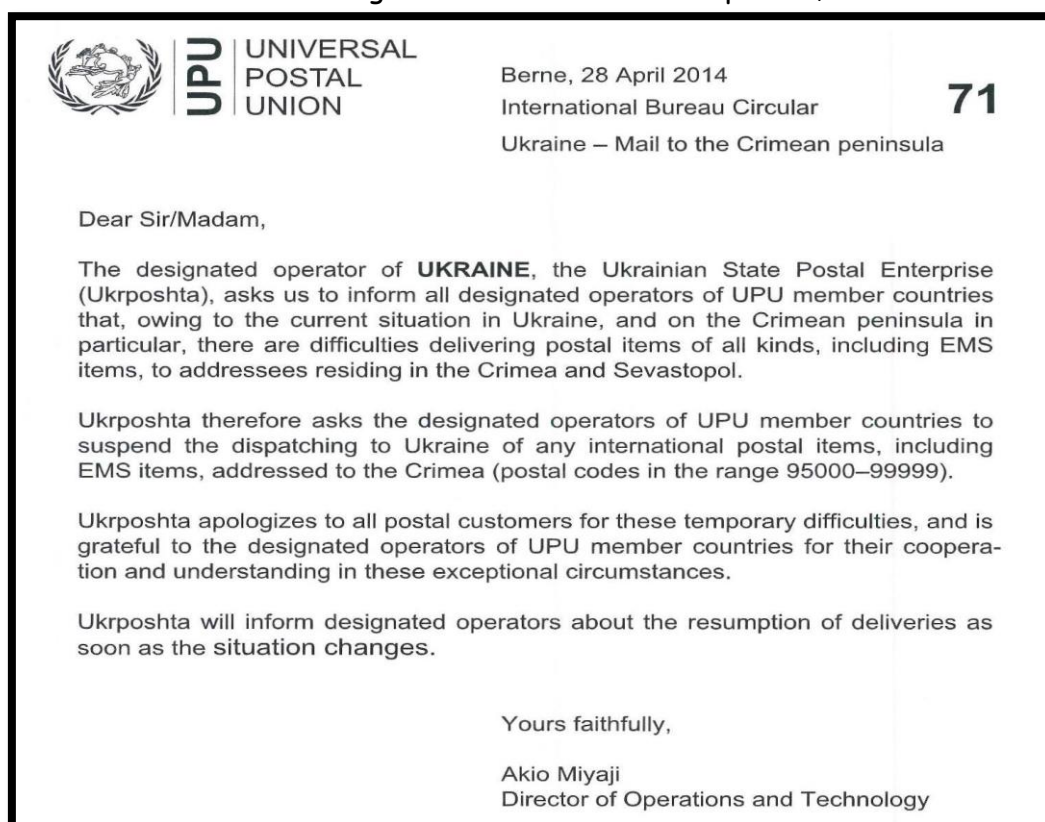 UPU
UNIVERSAL
POSTAL
UNION
Berne, 28 April 2014
International Bureau Circular
71
Ukraine – Mail to the Crimean peninsula
Dear Sir/Madam,
The designated operator of UKRAINE, the Ukrainian State Postal Enterprise
(Ukrposhta), asks us to inform all designated operators of UPU member countries
that, owing to the current situation in Ukraine, and on the Crimean peninsula in
particular, there are difficulties delivering postal items of all kinds, including EMS
items, to addressees residing in the Crimea and Sevastopol.
Ukrposhta therefore asks the designated operators of UPU member countries to
suspend the dispatching to Ukraine of any international postal items, including
EMS items, addressed to the Crimea (postal codes in the range 95000–99999).
Ukrposhta apologizes to all postal customers for these temporary difficulties, and is
grateful to the designated operators of UPU member countries for their coopera-
tion and understanding in these exceptional circumstances.
Ukrposhta will inform designated operators about the resumption of deliveries as
soon as the situation changes.
Yours faithfully,
Akio Miyaji
Director of Operations and Technology